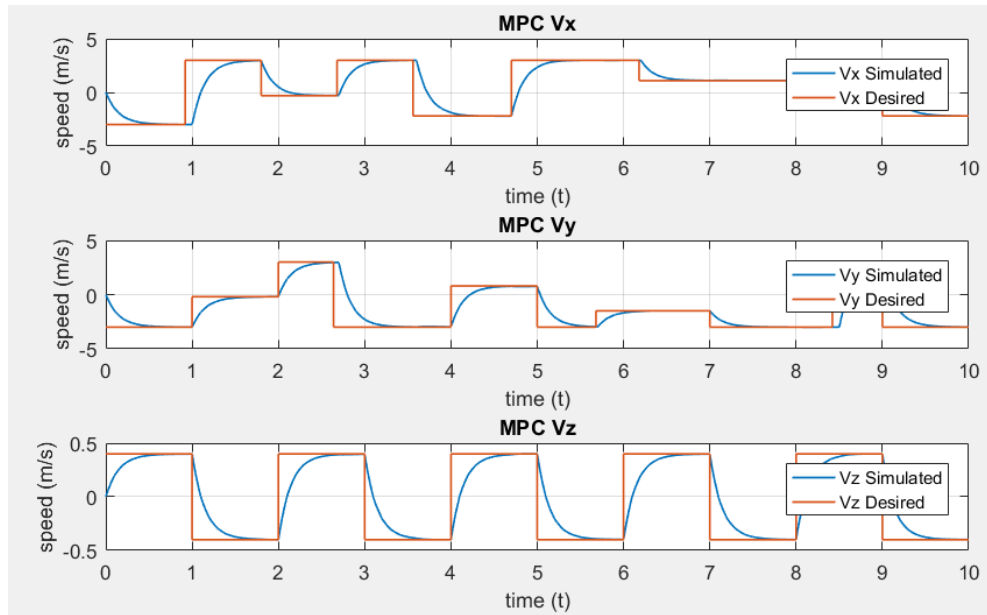 MPC Vx
5
0
-5
speed (m/s)
Vx Simulated
Vx Desired
0 1 2 3 4 5 6 7 8 9 10
time (t)
MPC Vy
5
0
-5
speed (m/s)
Vy Simulated
Vy Desired
0 1 2 3 4 5 6 7 8 9 10
time (t)
MPC Vz
0.5
0
-0.5
speed (m/s)
Vz Simulated
Vz Desired
0 1 2 3 4 5 6 7 8 9 10
time (t)